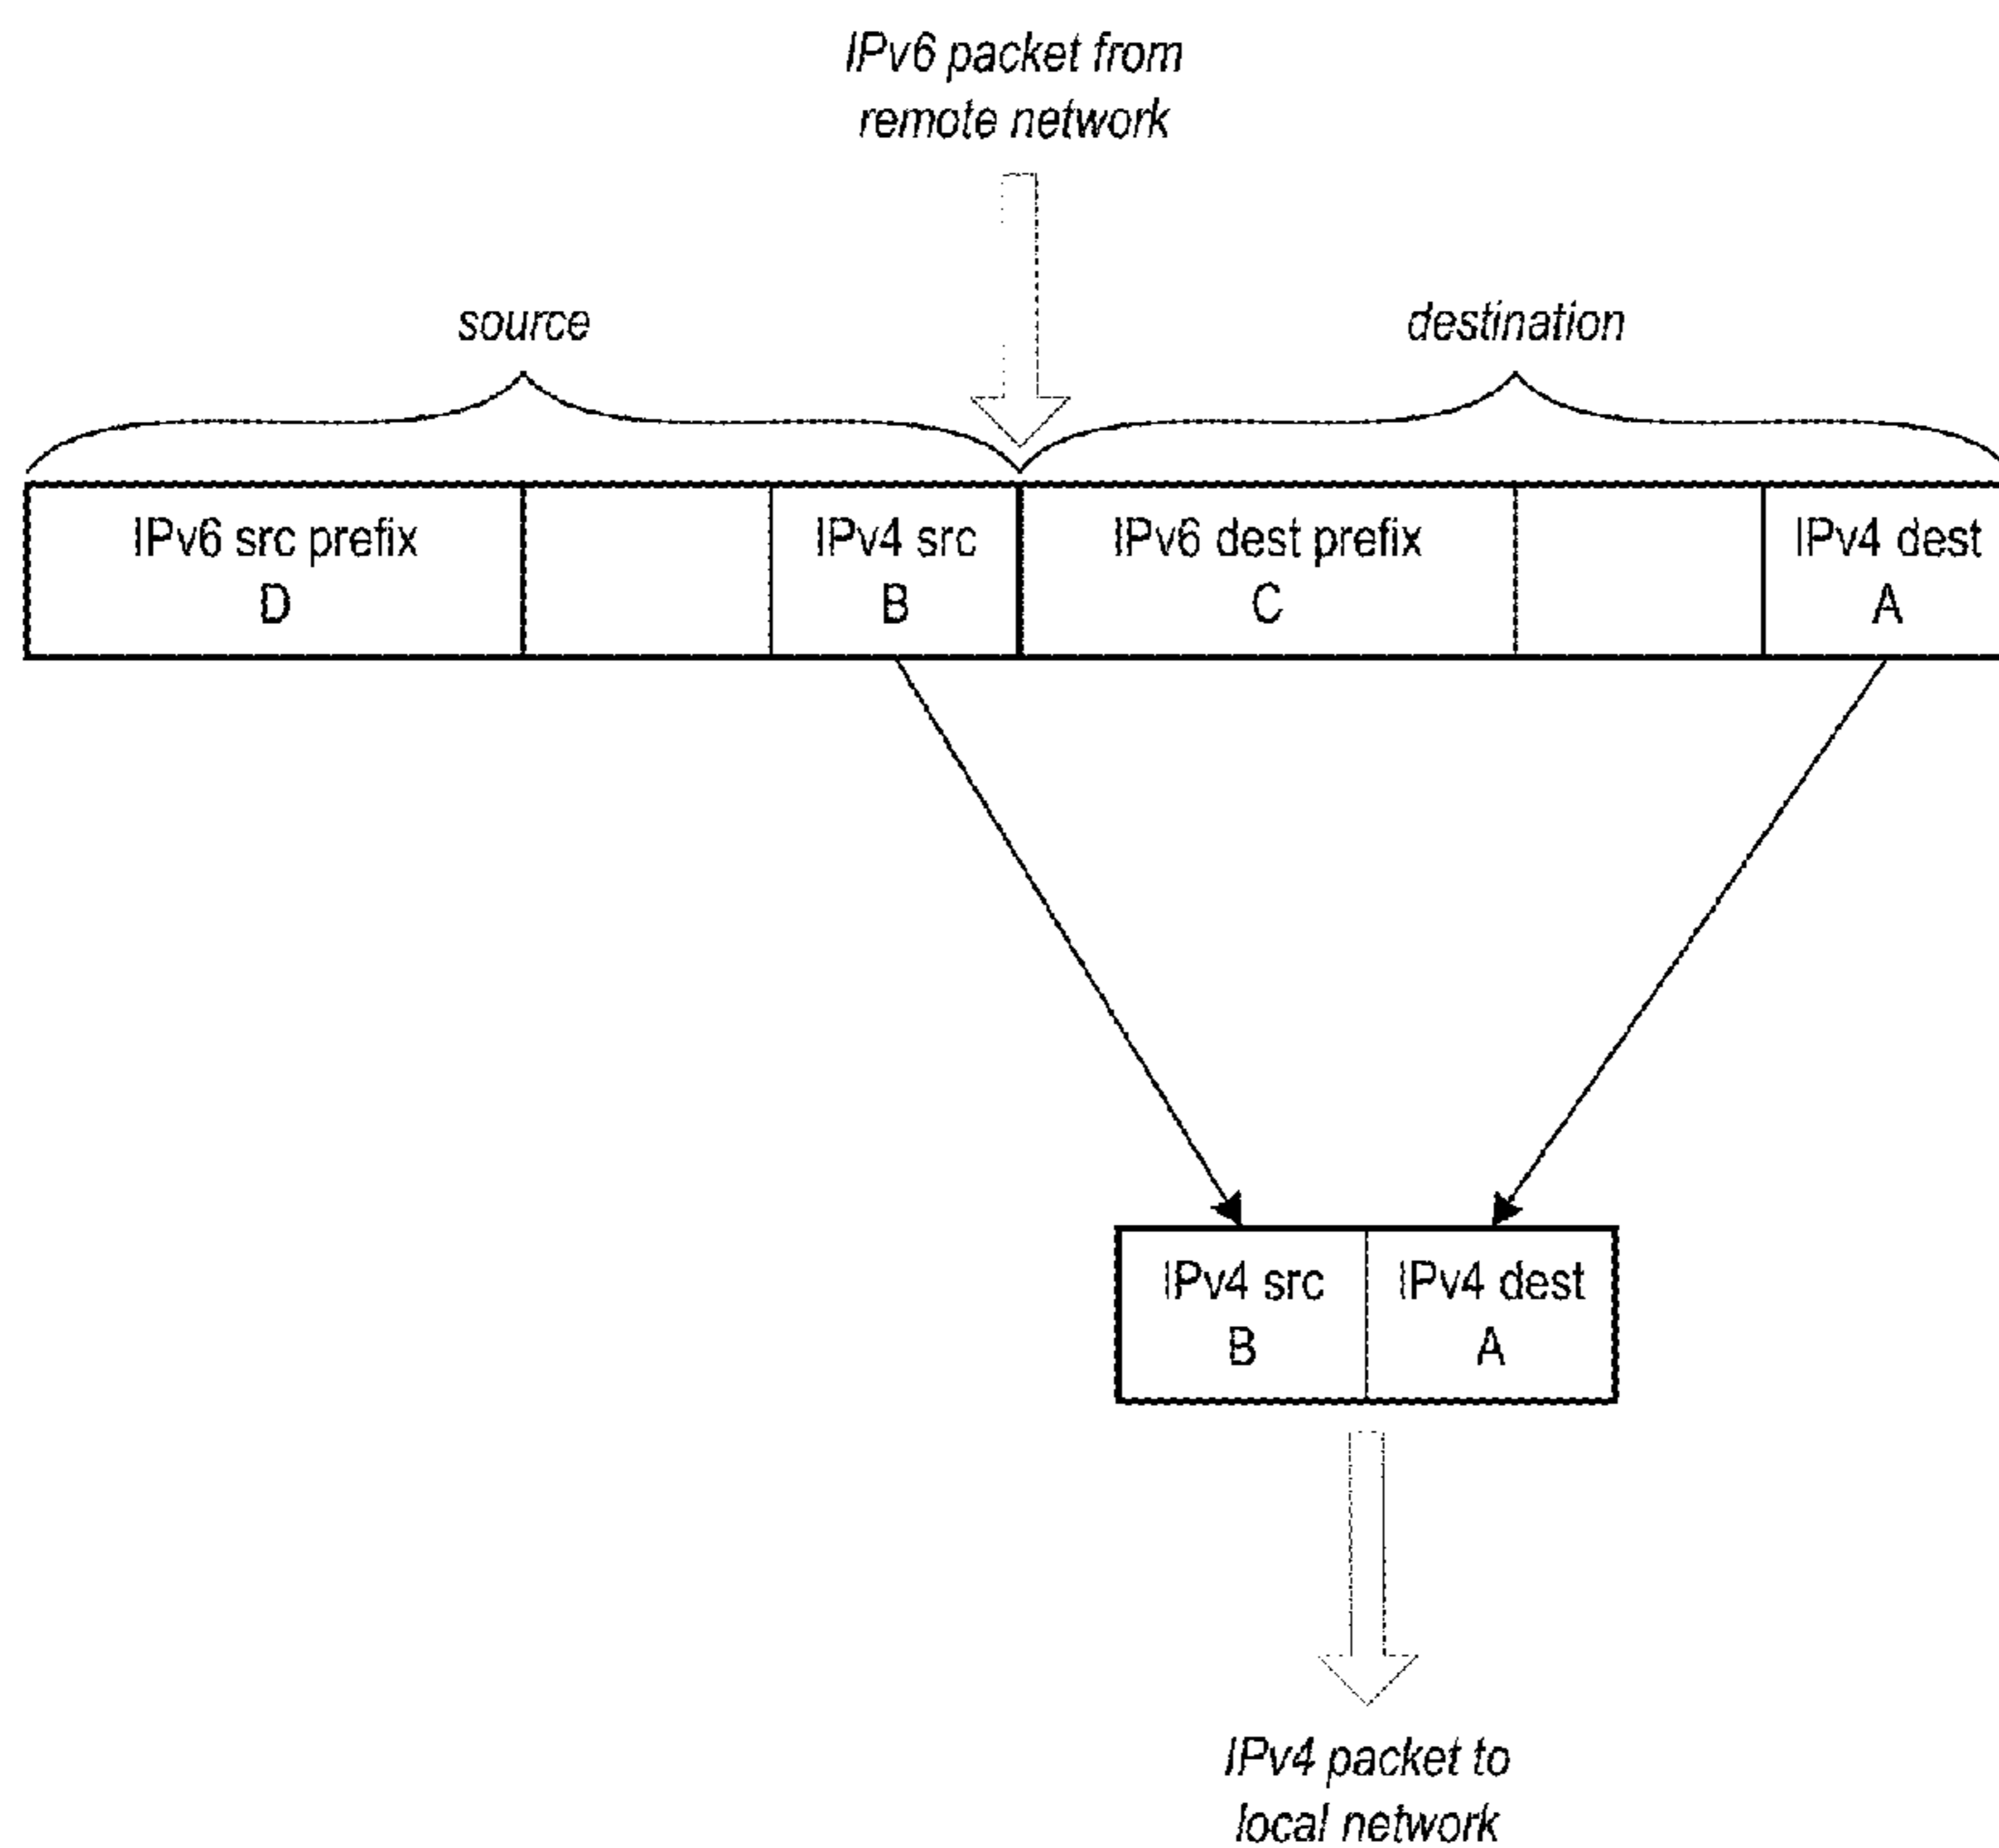 IPv6 packet from
remote network
source
destination
IPv6 src prefix
D
IPv4 src
B
IPv6 dest prefix
C
IPv4 dest
A
IPv4 src
B
IPv4 dest
A
IPv4 packet to
local network